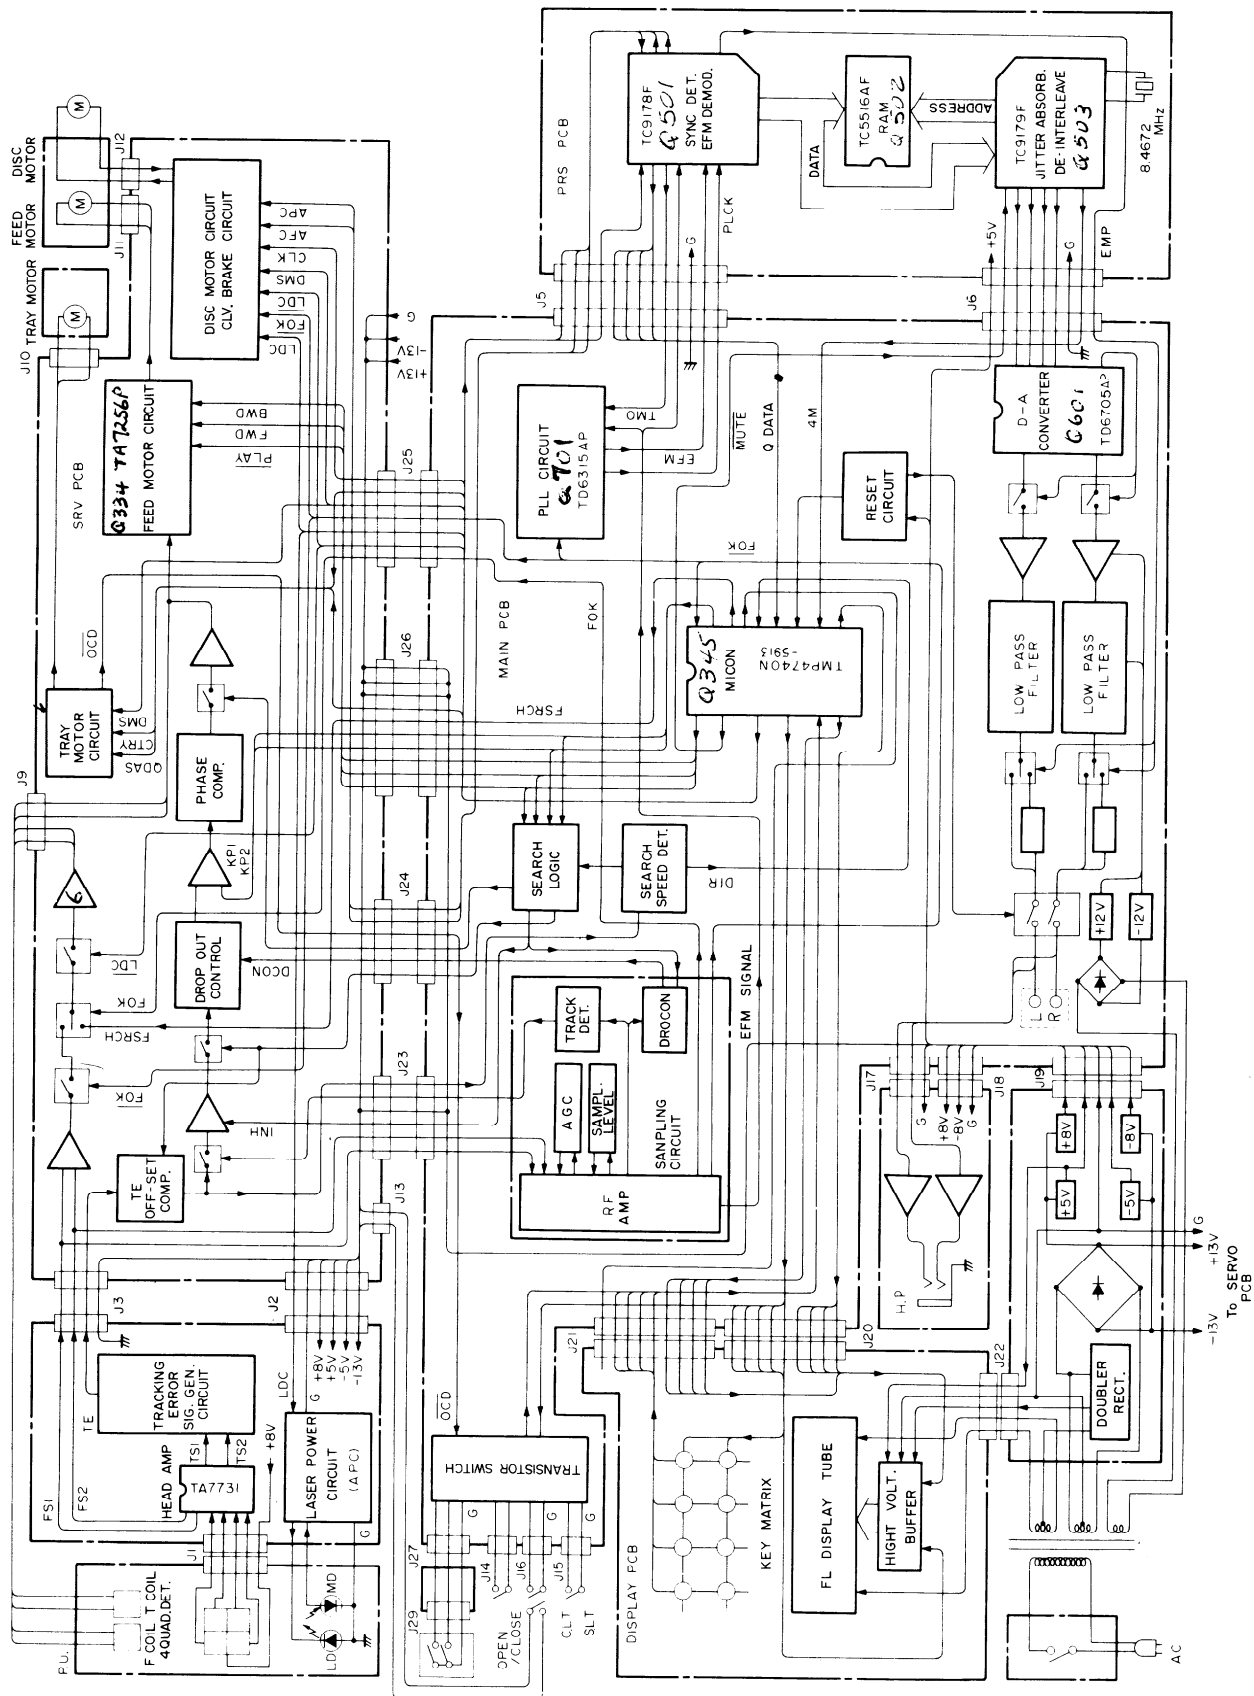 DISC MOTOR
FEED MOTOR
J10 TRAY MOTOR
M
M
M
J12
J11
SRV PCB
Q334 TA7256P
FEED MOTOR CIRCUIT
DISC MOTOR CIRCUIT
CLV. BRAKE CIRCUIT
BWD
FWD
PLAY
APC
AFC
CLK
DMS
LDC
FOK
LDC
J9
TRAY MOTOR CIRCUIT
OCD
DMS
CTRY
QDAS
PHASE COMP.
KP1
KP2
DROP OUT CONTROL
DCON
LDC
FOK
FSRCH
FOK
INH
TE OFF-SET COMP.
6
G
-13V
+13V
J25
J26
J24
J23
J13
J3
J2
TE
TRACKING ERROR SIG. GEN. CIRCUIT
TS1
TS2
HEAD AMP
TA7731
FS1
FS2
+8V
LDC
G
+8V
+5V
-5V
-13V
LASER POWER CIRCUIT
(APC)
G
J1
P.U.
F COIL T COIL
4QUAD.DET.
MD
LD
PRS PCB
TC9178F
Q501
SYNC DET.
EFM DEMOD.
TC5516AF
RAM
Q502
DATA
ADDRESS
TC9179F
JITTER ABSORB.
DE-INTERLEAVE
Q503
8.4672 MHz
PLCK
G
+5V
G
EMP
J5
J6
MAIN PCB
PLL CIRCUIT
Q701
TD6315AP
TMO
EFM
MUTE
Q DATA
4M
FOK
FOK
FSRCH
RESET CIRCUIT
D-A CONVERTER
Q601
TD6705AP
Q345
MICON
TMP4740N
-5913
LOW PASS FILTER
LOW PASS FILTER
SEARCH LOGIC
SEARCH SPEED DET.
DIR
TRACK DET.
DROCON
AGC
SAMPL. LEVEL
SANPLING CIRCUIT
RF AMP
EFM SIGNAL
+12V
-12V
L
R
J17
J18
J19
G
+8V
-8V
G
H.P
+8V
-8V
+5V
-5V
G
+13V
-13V
To SERVO PCB
DOUBLER RECT.
J21
J20
J22
OCD
TRANSISTOR SWITCH
G
G
G
J27
J29
J14
J16
J15
OPEN
/CLOSE
C.LT
SLT
DISPLAY PCB
KEY MATRIX
FL DISPLAY TUBE
HIGHT VOLT. BUFFER
AC